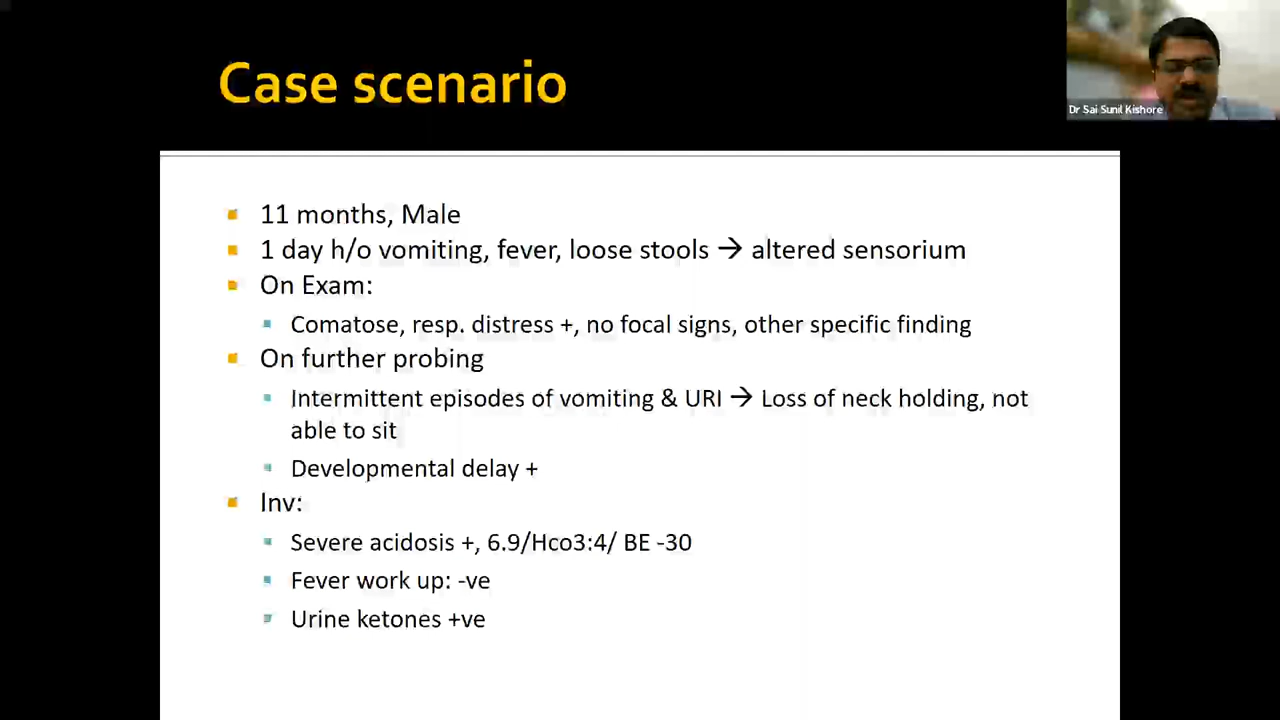 Case scenario
Dr Sai Sunil Kishore
11 months, Male
1 day h/o vomiting, fever, loose stools → altered sensorium
On Exam:
Comatose, resp. distress +, no focal signs, other specific finding
On further probing
Intermittent episodes of vomiting & URI → Loss of neck holding, not
able to sit
Developmental delay +
Inv:
Severe acidosis +, 6.9/Hco3:4/ BE -30
Fever work up: -ve
Urine ketones +ve